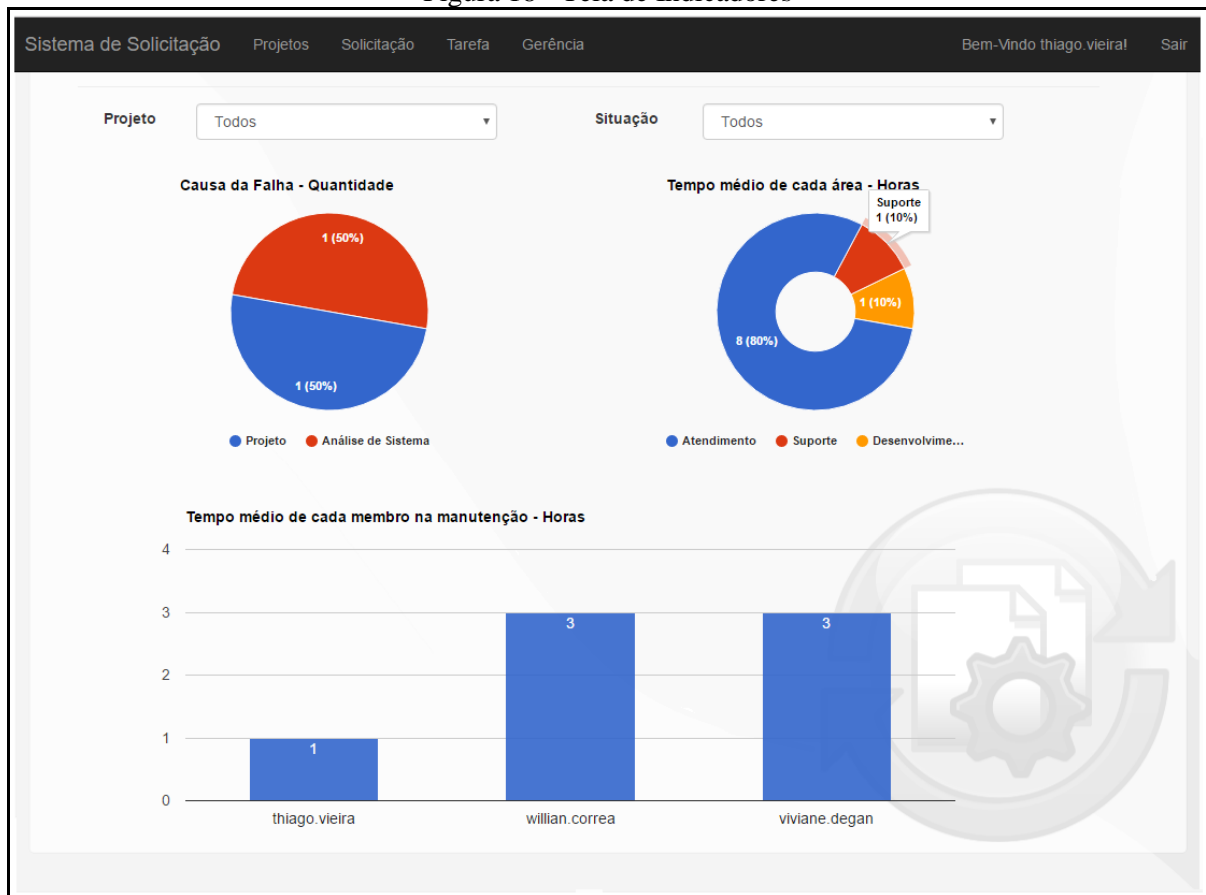 Sistema de Solicitação Projetos Solicitação Tarefa Gerência Bem-Vindo thiago.vieira! Sair
Projeto Todos Situação Todos
Causa da Falha - Quantidade
1 (50%)
1 (50%)
Projeto Análise de Sistema
Tempo médio de cada área - Horas
Suporte
1 (10%)
1 (10%)
8 (80%)
Atendimento Suporte Desenvolvime...
Tempo médio de cada membro na manutenção - Horas
4
3
2
1
0
1
3
3
thiago.vieira willian.correa viviane.degan